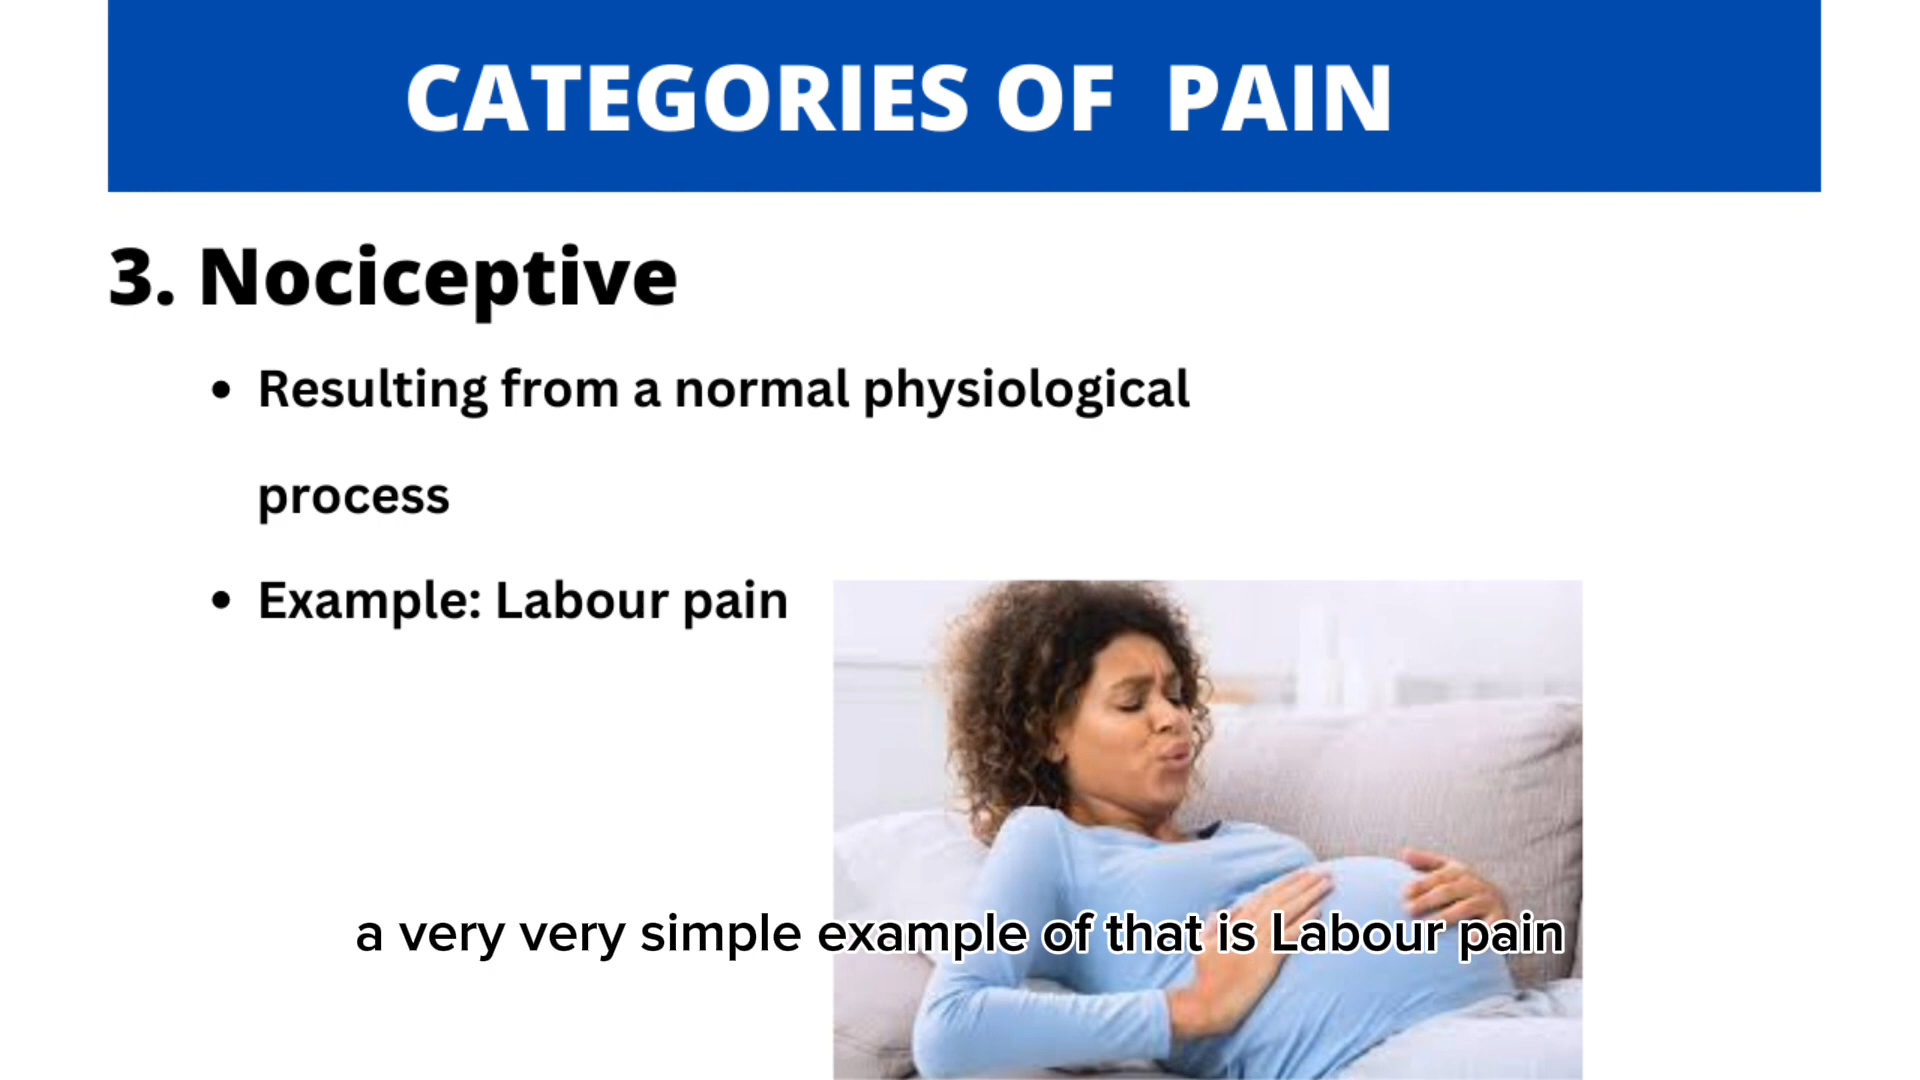 CATEGORIES OF PAIN
3. Nociceptive
• Resulting from a normal physiological
process
• Example: Labour pain
a very very simple example of that is Labour pain